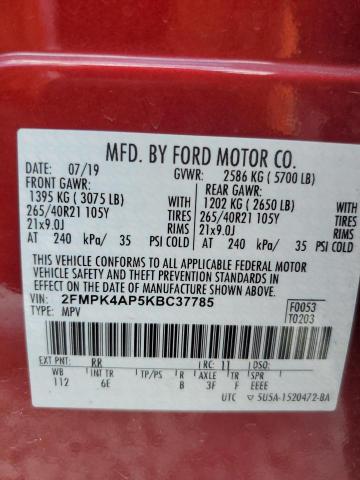 MFD. BY FORD MOTOR CO.
DATE: 07/19 GVWR: 2586 KG ( 5700 LB)
FRONT GAWR: REAR GAWR:
1395 KG ( 3075 LB) WITH 1202 KG ( 2650 LB) WITH
265/40R21 105Y TIRES 265/40R21 105Y TIRES
21x9.0J RIMS 21x9.0J RIMS
AT 240 kPa/ 35 PSI COLD AT 240 kPa/ 35 PSI COLD
THIS VEHICLE CONFORMS TO ALL APPLICABLE FEDERAL MOTOR
VEHICLE SAFETY AND BUMPER AND THEFT PREVENTION STANDARDS IN
EFFECT ON THE DATE OF MANUFACTURE SHOWN ABOVE.
VIN: 2FMPK4AP5KBC37785 F0053
TYPE: MPV T0203
EXT PNT: RR RC: 11 DSO:
WB INT TR TP/PS R AXLE TR SPR
112 6E B 3F F EEEE
UTC ▽ 5U5A-1520472-BA